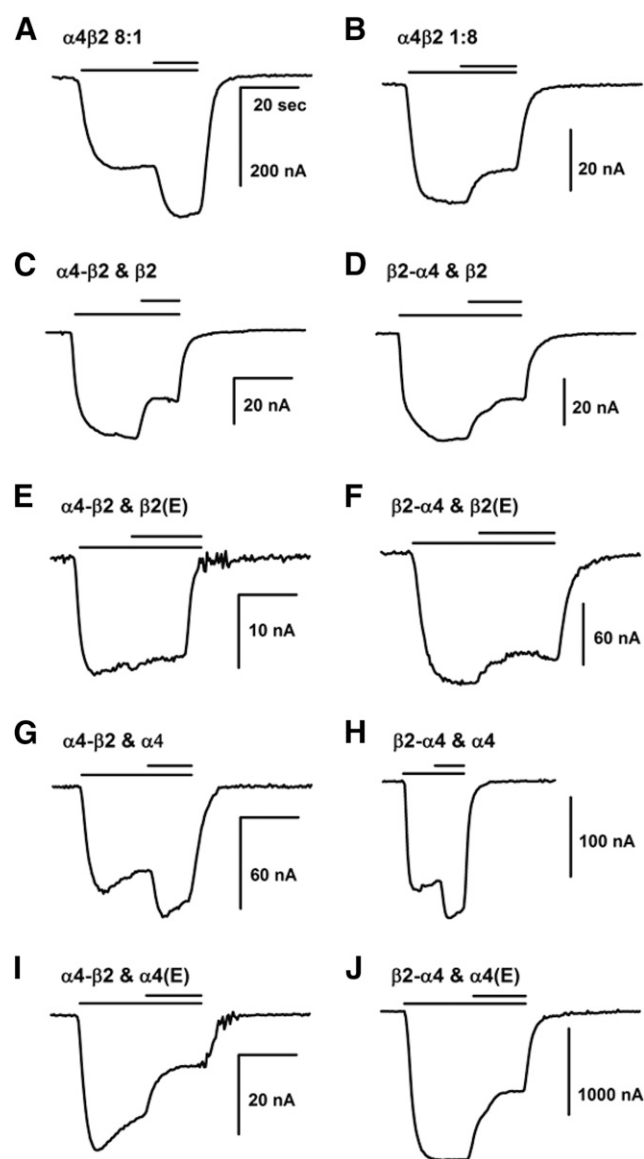 A α4β2 8:1
20 sec
200 nA
B α4β2 1:8
20 nA
C α4-β2 & β2
20 nA
D β2-α4 & β2
20 nA
E α4-β2 & β2(E)
10 nA
F β2-α4 & β2(E)
60 nA
G α4-β2 & α4
60 nA
H β2-α4 & α4
100 nA
I α4-β2 & α4(E)
20 nA
J β2-α4 & α4(E)
1000 nA